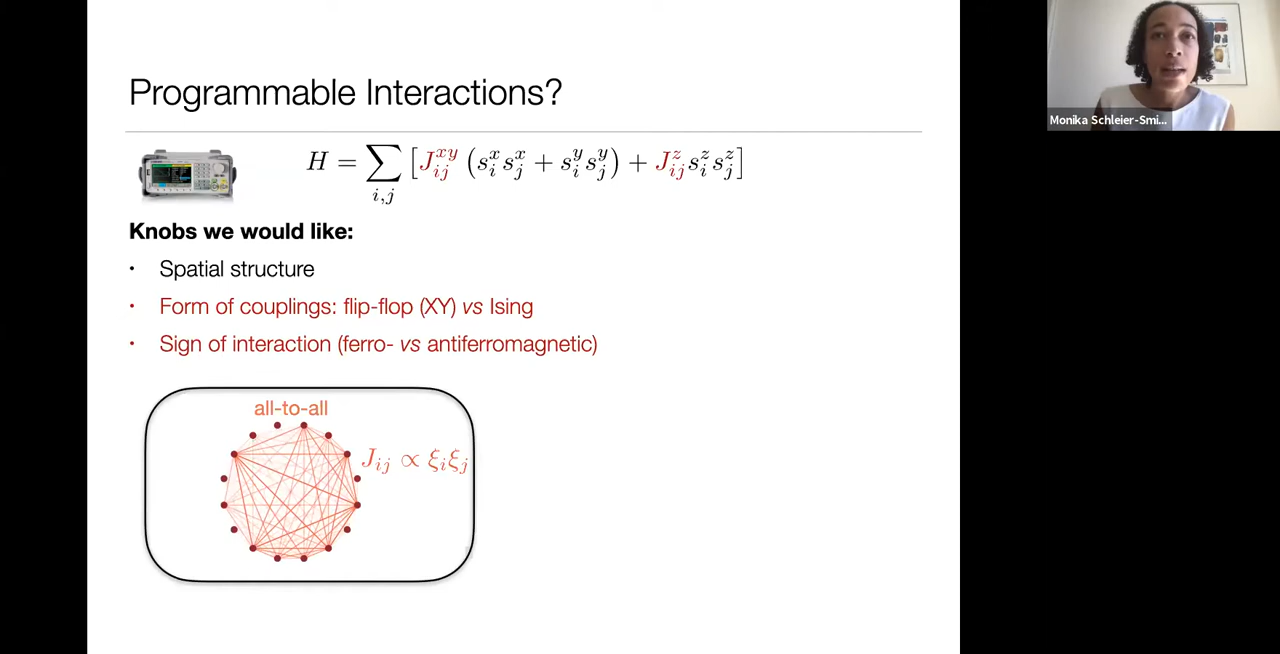 Programmable Interactions?
H = ∑_{i,j} [J_{ij}^{xy} (s_i^x s_j^x + s_i^y s_j^y) + J_{ij}^z s_i^z s_j^z]
Knobs we would like:
• Spatial structure
• Form of couplings: flip-flop (XY) vs Ising
• Sign of interaction (ferro- vs antiferromagnetic)
all-to-all
J_{ij} ∝ ξ_i ξ_j
Monika Schleier-Smi...